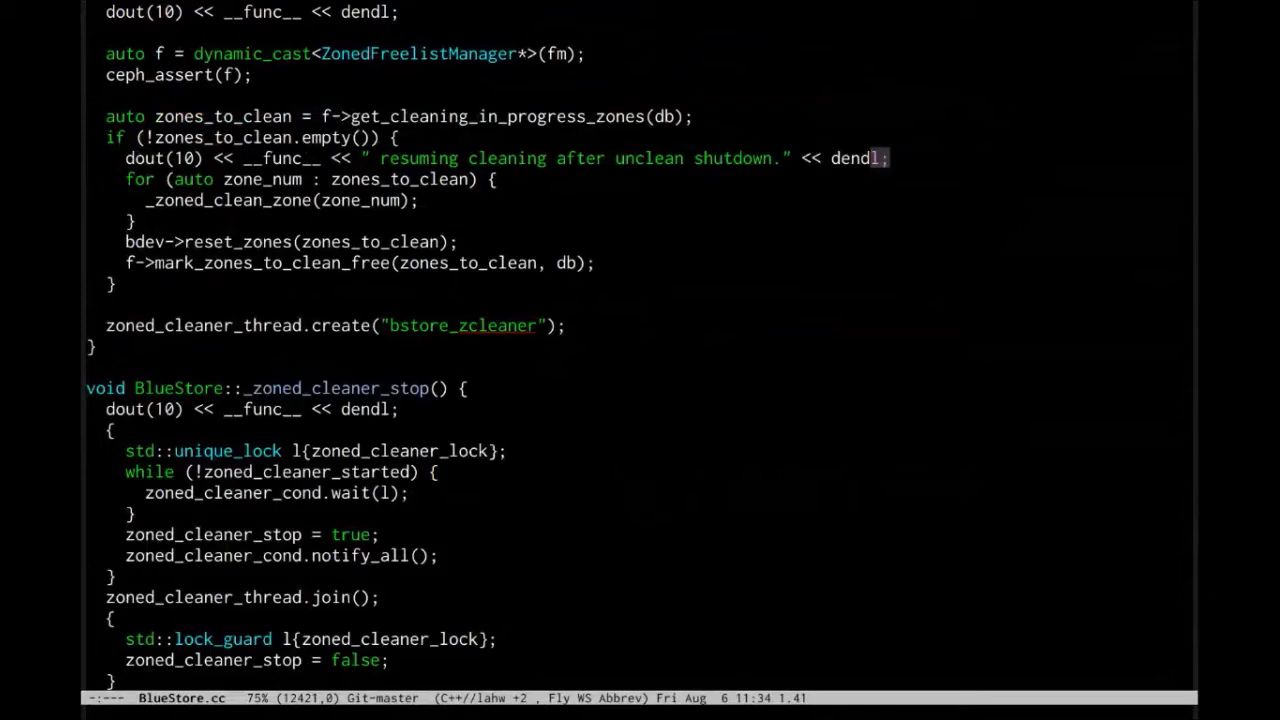 dout(10) << __func__ << dendl;

  auto f = dynamic_cast<ZonedFreelistManager*>(fm);
  ceph_assert(f);

  auto zones_to_clean = f->get_cleaning_in_progress_zones(db);
  if (!zones_to_clean.empty()) {
    dout(10) << __func__ << " resuming cleaning after unclean shutdown." << dendl;
    for (auto zone_num : zones_to_clean) {
      _zoned_clean_zone(zone_num);
    }
    bdev->reset_zones(zones_to_clean);
    f->mark_zones_to_clean_free(zones_to_clean, db);
  }

  zoned_cleaner_thread.create("bstore_zcleaner");
}

void BlueStore::_zoned_cleaner_stop() {
  dout(10) << __func__ << dendl;
  {
    std::unique_lock l{zoned_cleaner_lock};
    while (!zoned_cleaner_started) {
      zoned_cleaner_cond.wait(l);
    }
    zoned_cleaner_stop = true;
    zoned_cleaner_cond.notify_all();
  }
  zoned_cleaner_thread.join();
  {
    std::lock_guard l{zoned_cleaner_lock};
    zoned_cleaner_stop = false;
  }
-:--- BlueStore.cc 75% (12421,0) Git-master (C++//lahw +2 , Fly WS Abbrev) Fri Aug 6 11:34 1.41